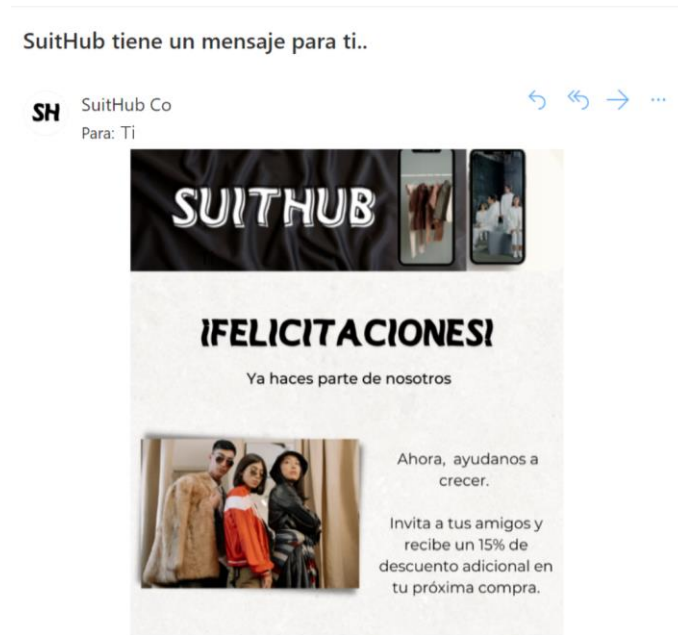 SuitHub tiene un mensaje para ti..
SH
SuitHub Co
Para: Ti
SUITHUB
¡FELICITACIONES!
Ya haces parte de nosotros
Ahora, ayudanos a
crecer.
Invita a tus amigos y
recibe un 15% de
descuento adicional en
tu próxima compra.